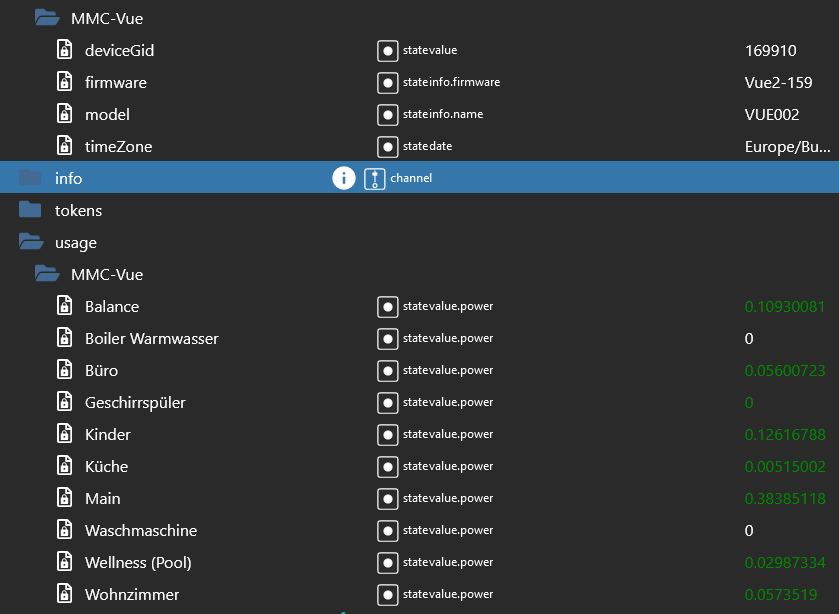 MMC-Vue
deviceGid statevalue 169910
firmware stateinfo.firmware Vue2-159
model stateinfo.name VUE002
timeZone statedate Europe/Bu...
info channel
tokens
usage
MMC-Vue
Balance statevalue.power 0.10930081
Boiler Warmwasser statevalue.power 0
Büro statevalue.power 0.05600723
Geschirrspüler statevalue.power 0
Kinder statevalue.power 0.12616788
Küche statevalue.power 0.00515002
Main statevalue.power 0.38385118
Waschmaschine statevalue.power 0
Wellness (Pool) statevalue.power 0.02987334
Wohnzimmer statevalue.power 0.0573519